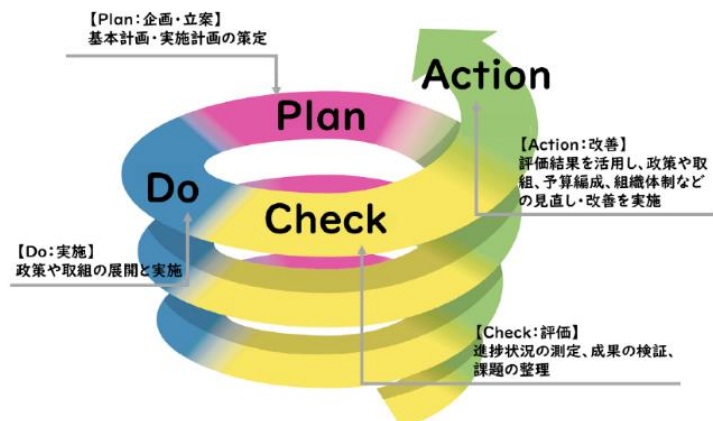 【Plan：企画・立案】
基本計画・実施計画の策定
Action
Plan
【Action：改善】
評価結果を活用し、政策や取
組、予算編成、組織体制など
の見直し・改善を実施
Do
Check
【Do：実施】
政策や取組の展開と実施
【Check：評価】
進捗状況の測定、成果の検証、
課題の整理